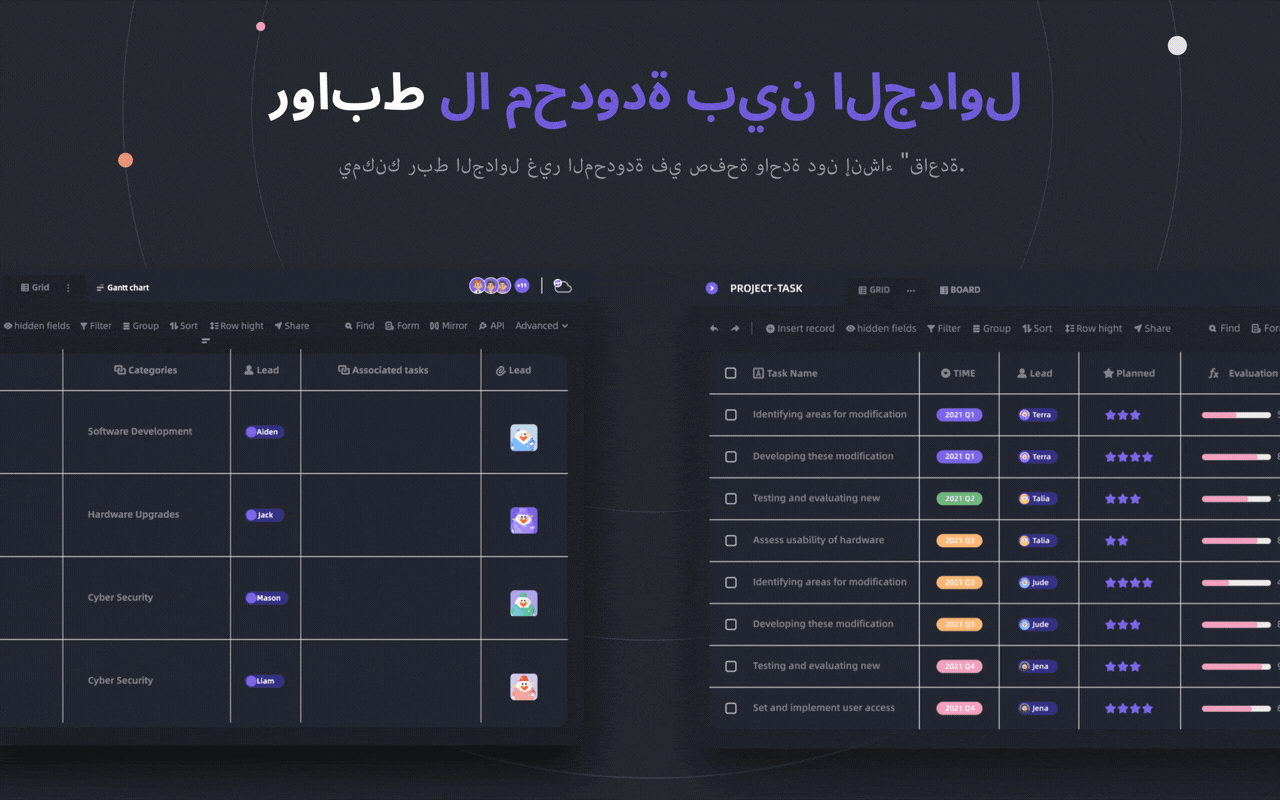 روابط لا محدودة بين الجداول
يمكنك ربط الجداول غير المحدودة في صفحة واحدة دون إنشاء "قاعدة.
Grid Gantt chart +11
hidden fields Filter Group Sort Row hight Share Find Form Mirror API Advanced
Categories Lead Associated tasks Lead
Software Development Aiden
Hardware Upgrades Jack
Cyber Security Mason
Cyber Security Liam
PROJECT-TASK GRID ... BOARD
Insert record hidden fields Filter Group Sort Row hight Share Find For
Task Name TIME Lead Planned fx Evaluation
Identifying areas for modification 2021 Q1 Terra
Developing these modification 2021 Q1 Terra
Testing and evaluating new 2021 Q2 Talia
Assess usability of hardware 2021 Q3 Talia
Identifying areas for modification 2021 Q3 Jude
Developing these modification 2021 Q3 Jude
Testing and evaluating new 2021 Q4 Jena
Set and implement user access 2021 Q4 Jena